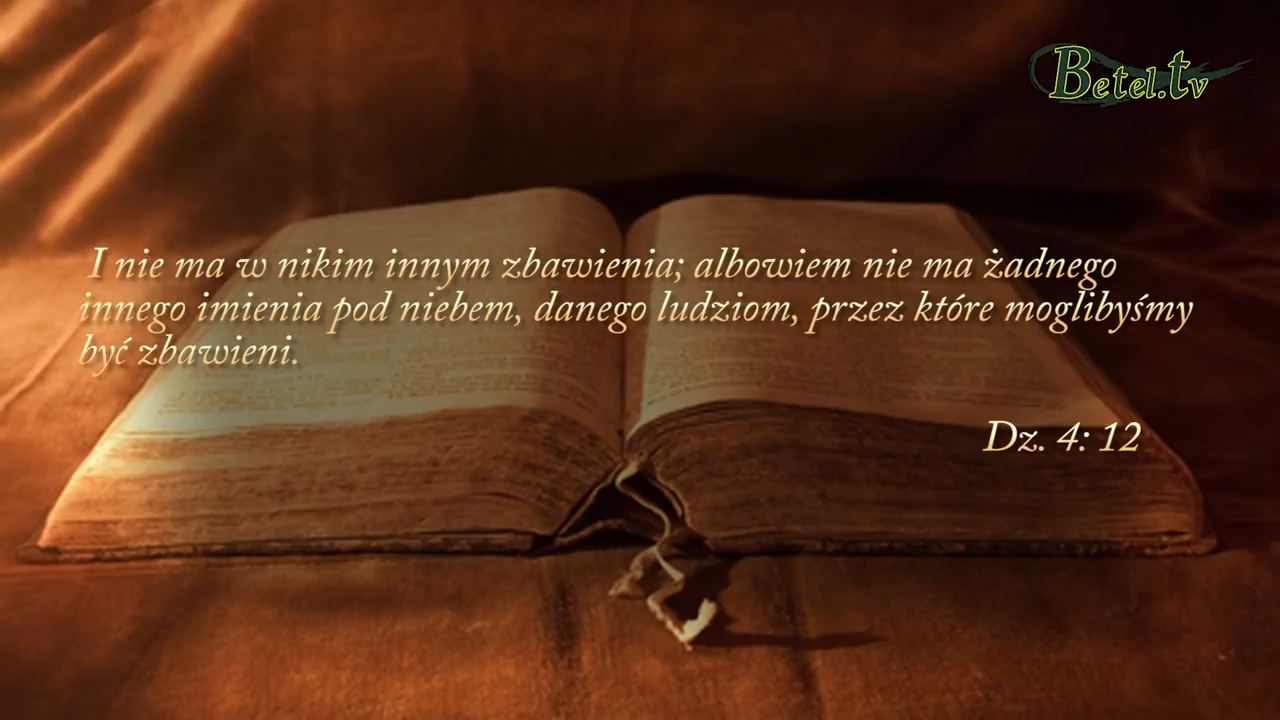 Betel.tv
I nie ma w nikim innym zbawienia; albowiem nie ma żadnego
innego imienia pod niebem, danego ludziom, przez które moglibyśmy
być zbawieni.
Dz. 4: 12